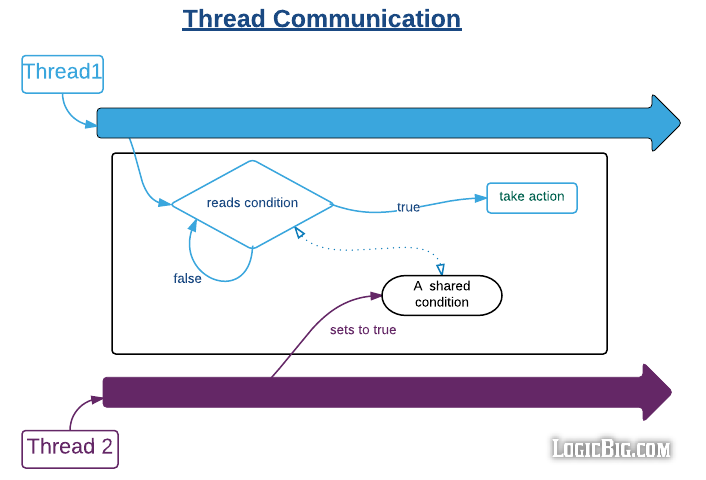 Thread Communication
Thread1
reads condition
true
take action
false
A shared
condition
sets to true
Thread 2
LogicBig.com